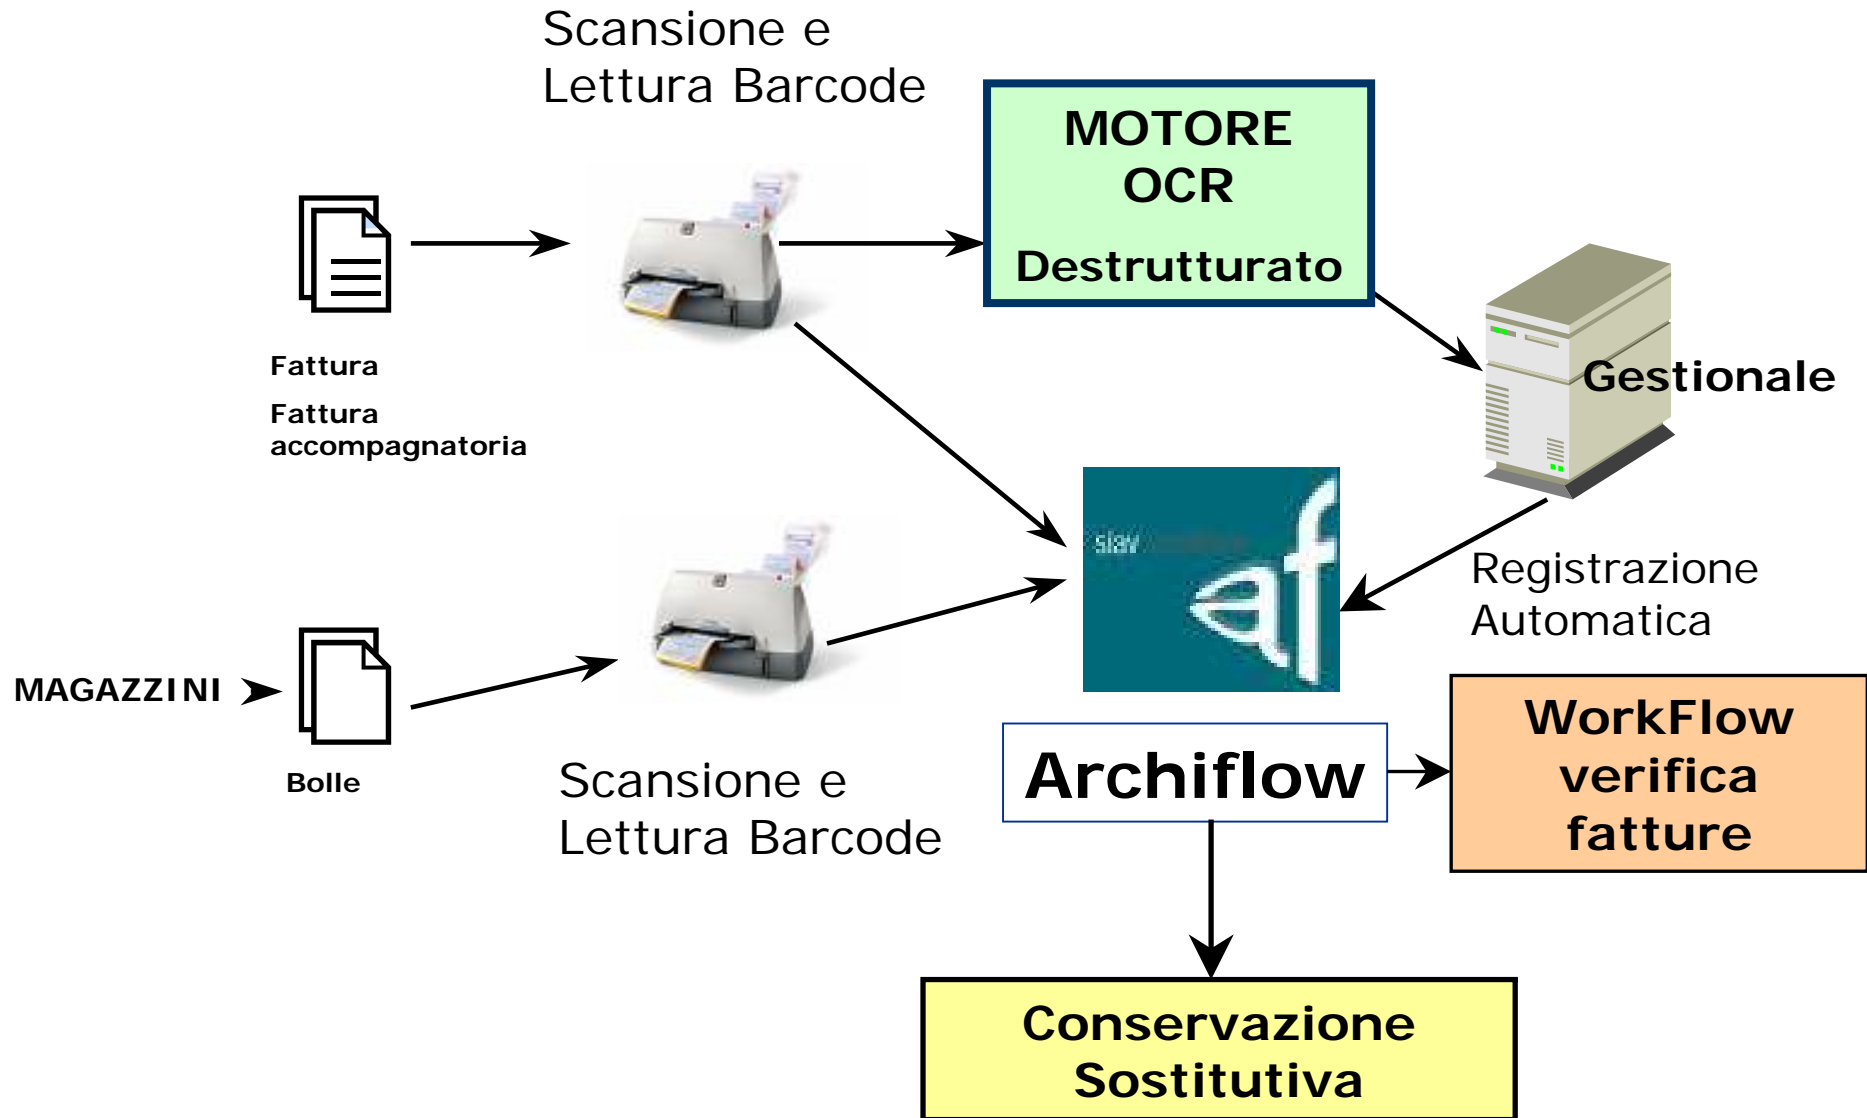 Scansione e
Lettura Barcode
MOTORE
OCR
Destrutturato
Fattura
Fattura
accompagnatoria
Gestionale
siav
af
Registrazione
Automatica
MAGAZZINI
Bolle
Scansione e
Lettura Barcode
Archiflow
WorkFlow
verifica
fatture
Conservazione
Sostitutiva